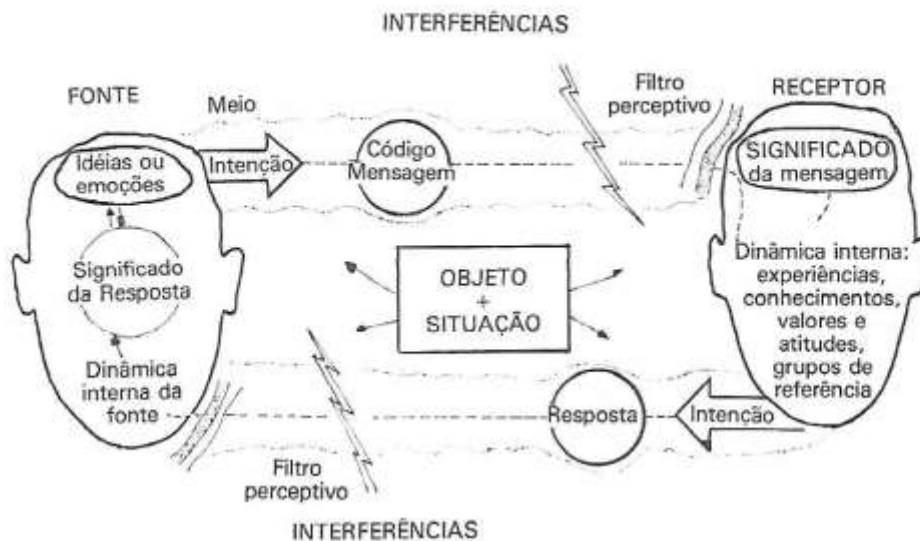 INTERFERÊNCIAS
FONTE
Meio
Filtro
perceptivo
RECEPTOR
Idéias ou
emoções
Intenção
Código
Mensagem
SIGNIFICADO
da mensagem
Significado
da Resposta
OBJETO
+
SITUAÇÃO
Dinâmica interna:
experiências,
conhecimentos,
valores e
atitudes,
grupos de
referência
Dinâmica
interna da
fonte
Resposta
Intenção
Filtro
perceptivo
INTERFERÊNCIAS